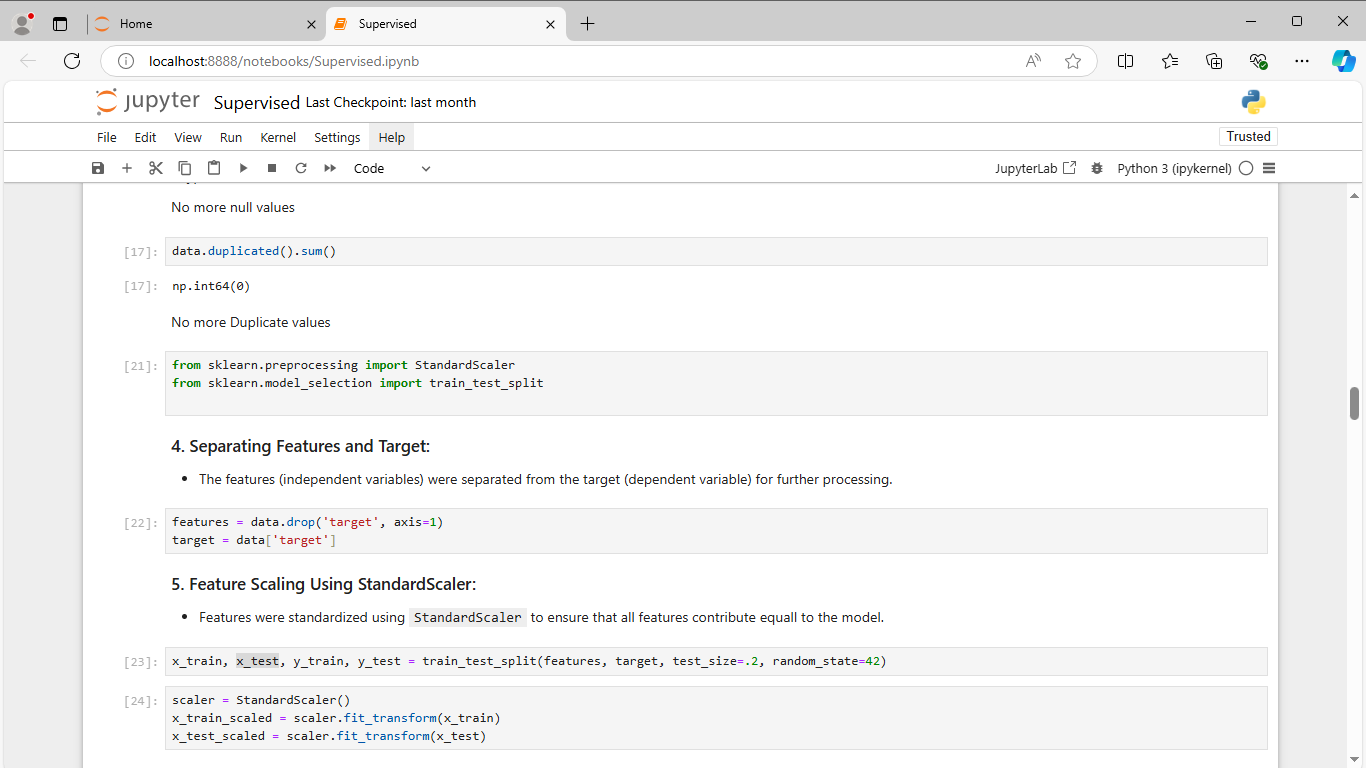 Home
Supervised
localhost:8888/notebooks/Supervised.ipynb
jupyter Supervised Last Checkpoint: last month
File Edit View Run Kernel Settings Help
Trusted
Code
JupyterLab
Python 3 (ipykernel)
No more null values
[17]: data.duplicated().sum()
[17]: np.int64(0)
No more Duplicate values
[21]: from sklearn.preprocessing import StandardScaler
from sklearn.model_selection import train_test_split
4. Separating Features and Target:
• The features (independent variables) were separated from the target (dependent variable) for further processing.
[22]: features = data.drop('target', axis=1)
target = data['target']
5. Feature Scaling Using StandardScaler:
• Features were standardized using StandardScaler to ensure that all features contribute equall to the model.
[23]: x_train, x_test, y_train, y_test = train_test_split(features, target, test_size=.2, random_state=42)
[24]: scaler = StandardScaler()
x_train_scaled = scaler.fit_transform(x_train)
x_test_scaled = scaler.fit_transform(x_test)